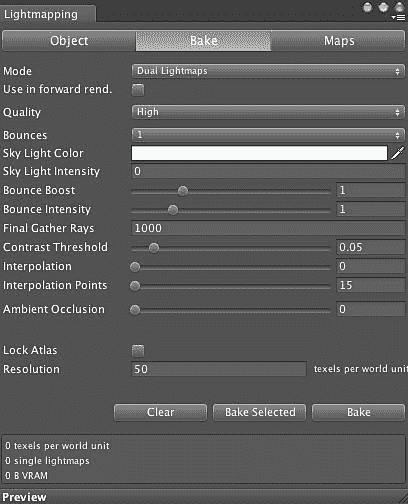 Lightmapping
Object Bake Maps
Mode Dual Lightmaps
Use in forward rend.
Quality High
Bounces 1
Sky Light Color
Sky Light Intensity 0
Bounce Boost 1
Bounce Intensity 1
Final Gather Rays 1000
Contrast Threshold 0.05
Interpolation 0
Interpolation Points 15
Ambient Occlusion 0
Lock Atlas
Resolution 50 texels per world unit
Clear Bake Selected Bake
0 texels per world unit
0 single lightmaps
0 B VRAM
Preview